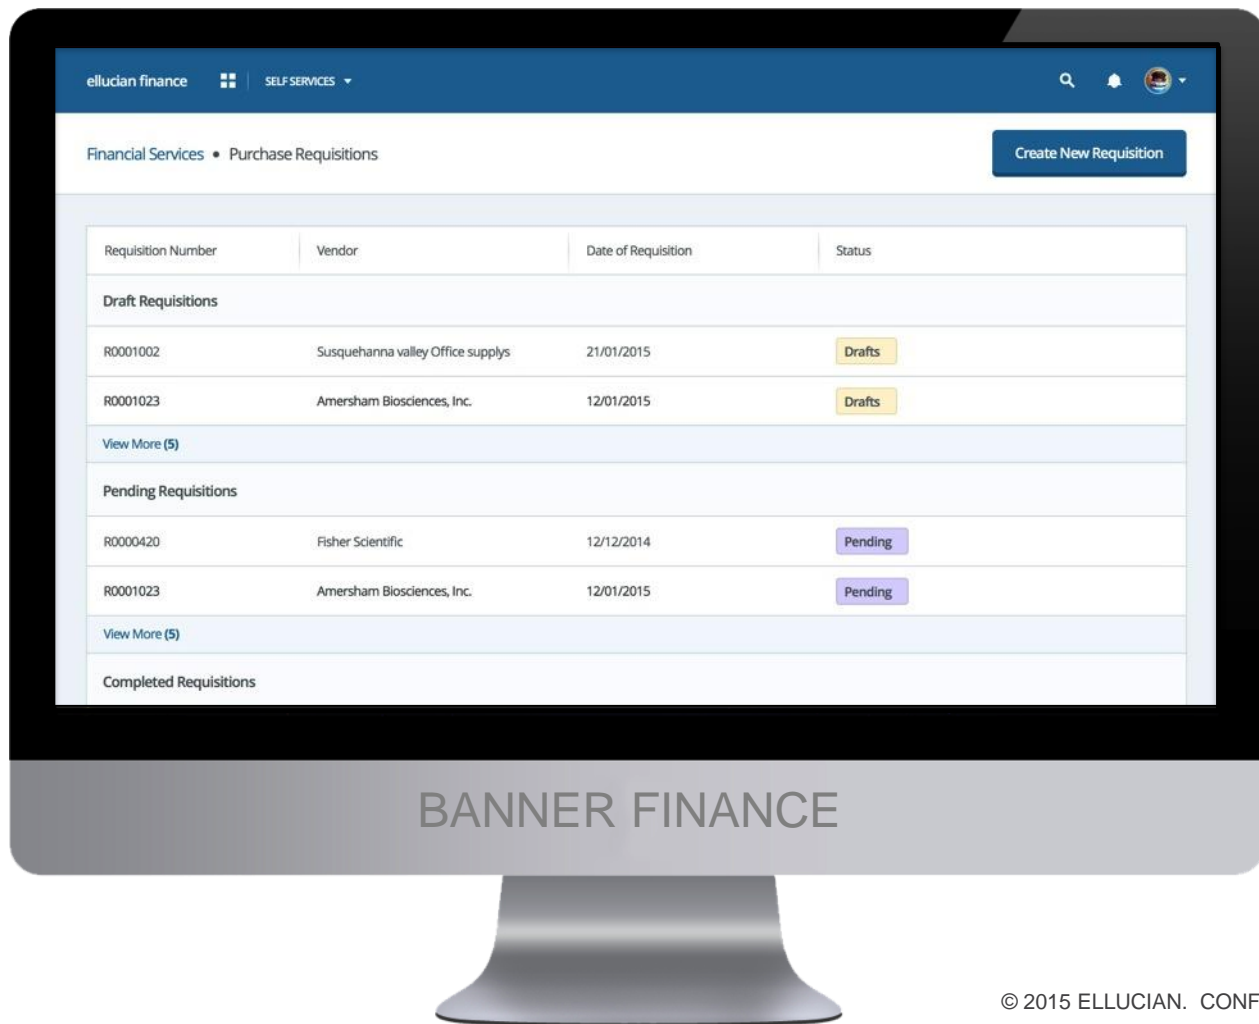 ellucian finance SELF SERVICES
Financial Services • Purchase Requisitions Create New Requisition
Requisition Number Vendor Date of Requisition Status
Draft Requisitions
R0001002 Susquehanna valley Office supplys 21/01/2015 Drafts
R0001023 Amersham Biosciences, Inc. 12/01/2015 Drafts
View More (5)
Pending Requisitions
R0000420 Fisher Scientific 12/12/2014 Pending
R0001023 Amersham Biosciences, Inc. 12/01/2015 Pending
View More (5)
Completed Requisitions
BANNER FINANCE
© 2015 ELLUCIAN. CONF